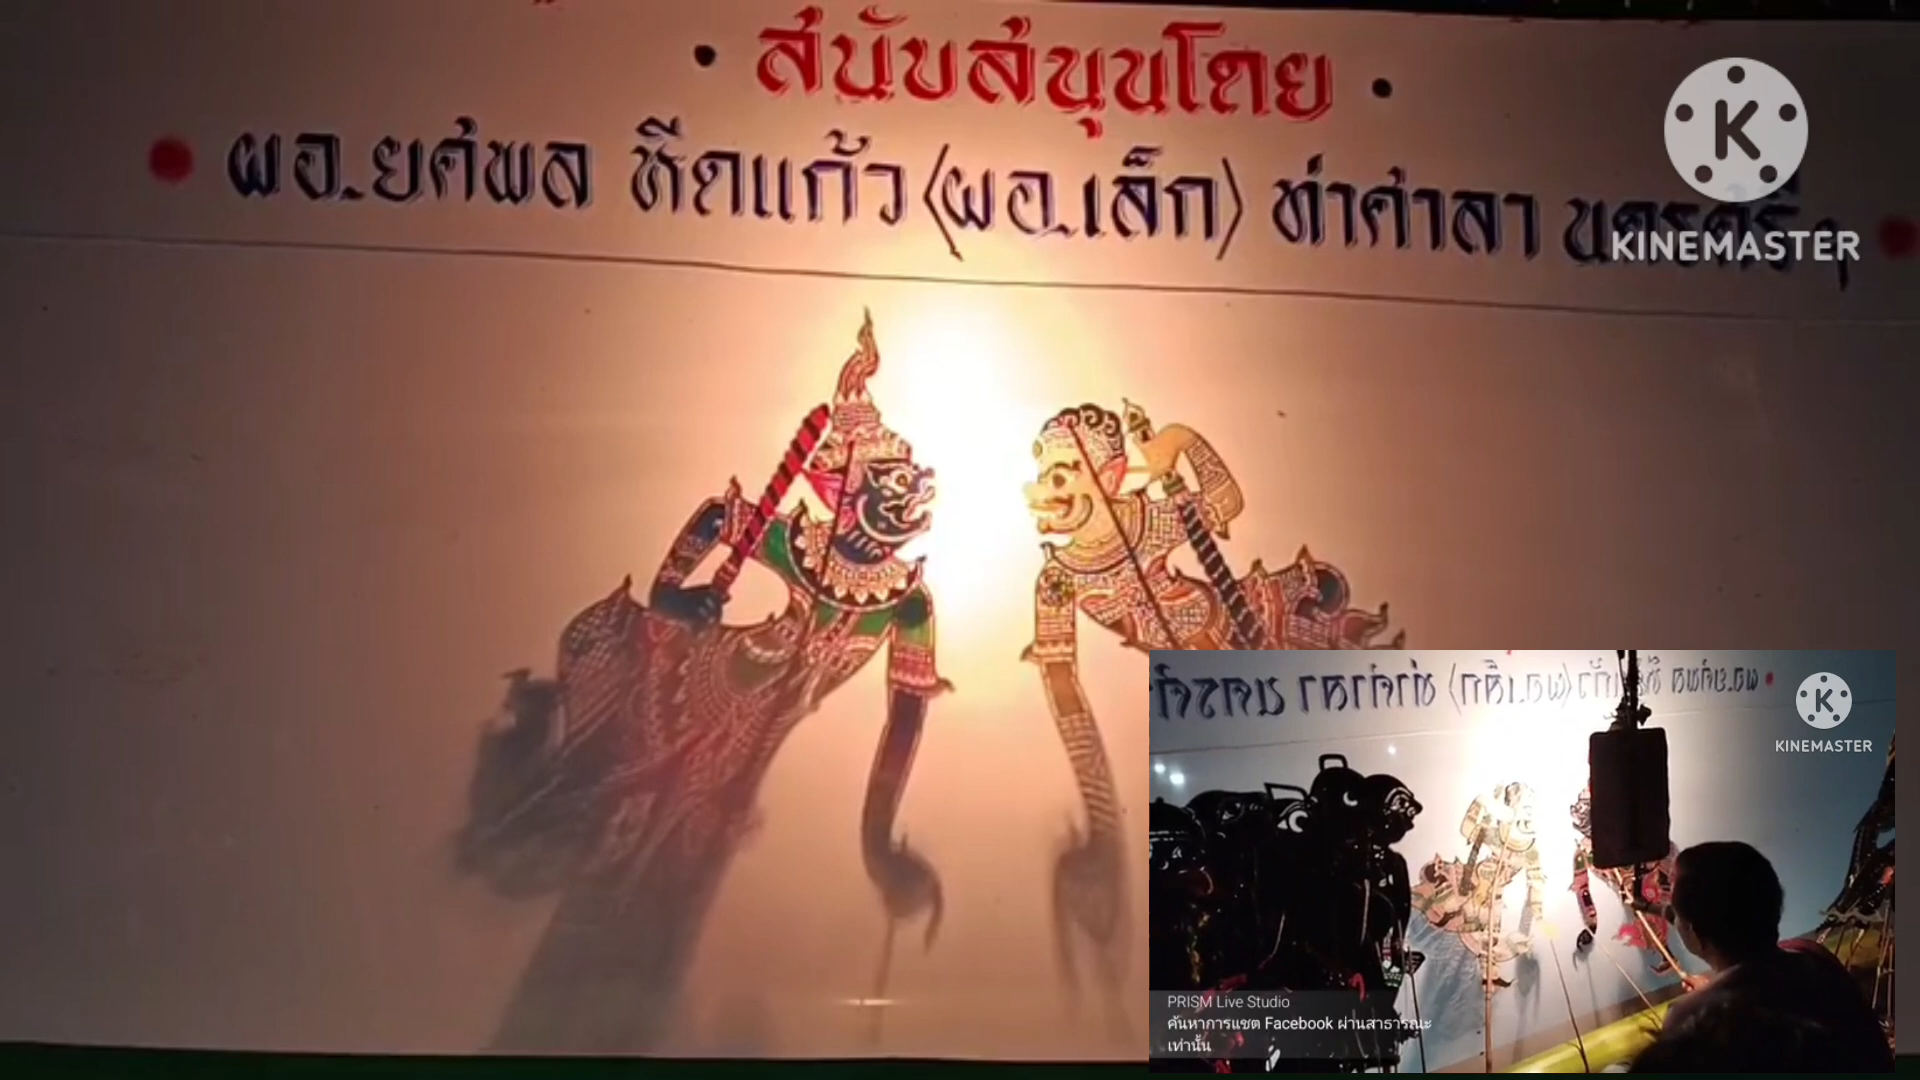 • สนับสนุนโดย •
• ผอ.ยศพล หีดแก้ว (ผอ.เล็ก) ท่าศาลา นครศรีฯ •
KINEMASTER
KINEMASTER
PRISM Live Studio
ค้นหาการแชต Facebook ผ่านสาธารณะ
เท่านั้น